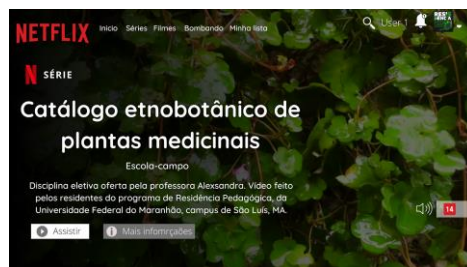 NETFLIX Inicio Séries Filmes Bombando Minha lista User 1
N SÉRIE
Catálogo etnobotânico de
plantas medicinais
Escola-campo
Disciplina eletiva oferta pela professora Alexsandra. Vídeo feito
pelos residentes do programa de Residência Pedagógica, da
Universidade Federal do Maranhão, campus de São Luís, MA.
Assistir Mais infomrções
14